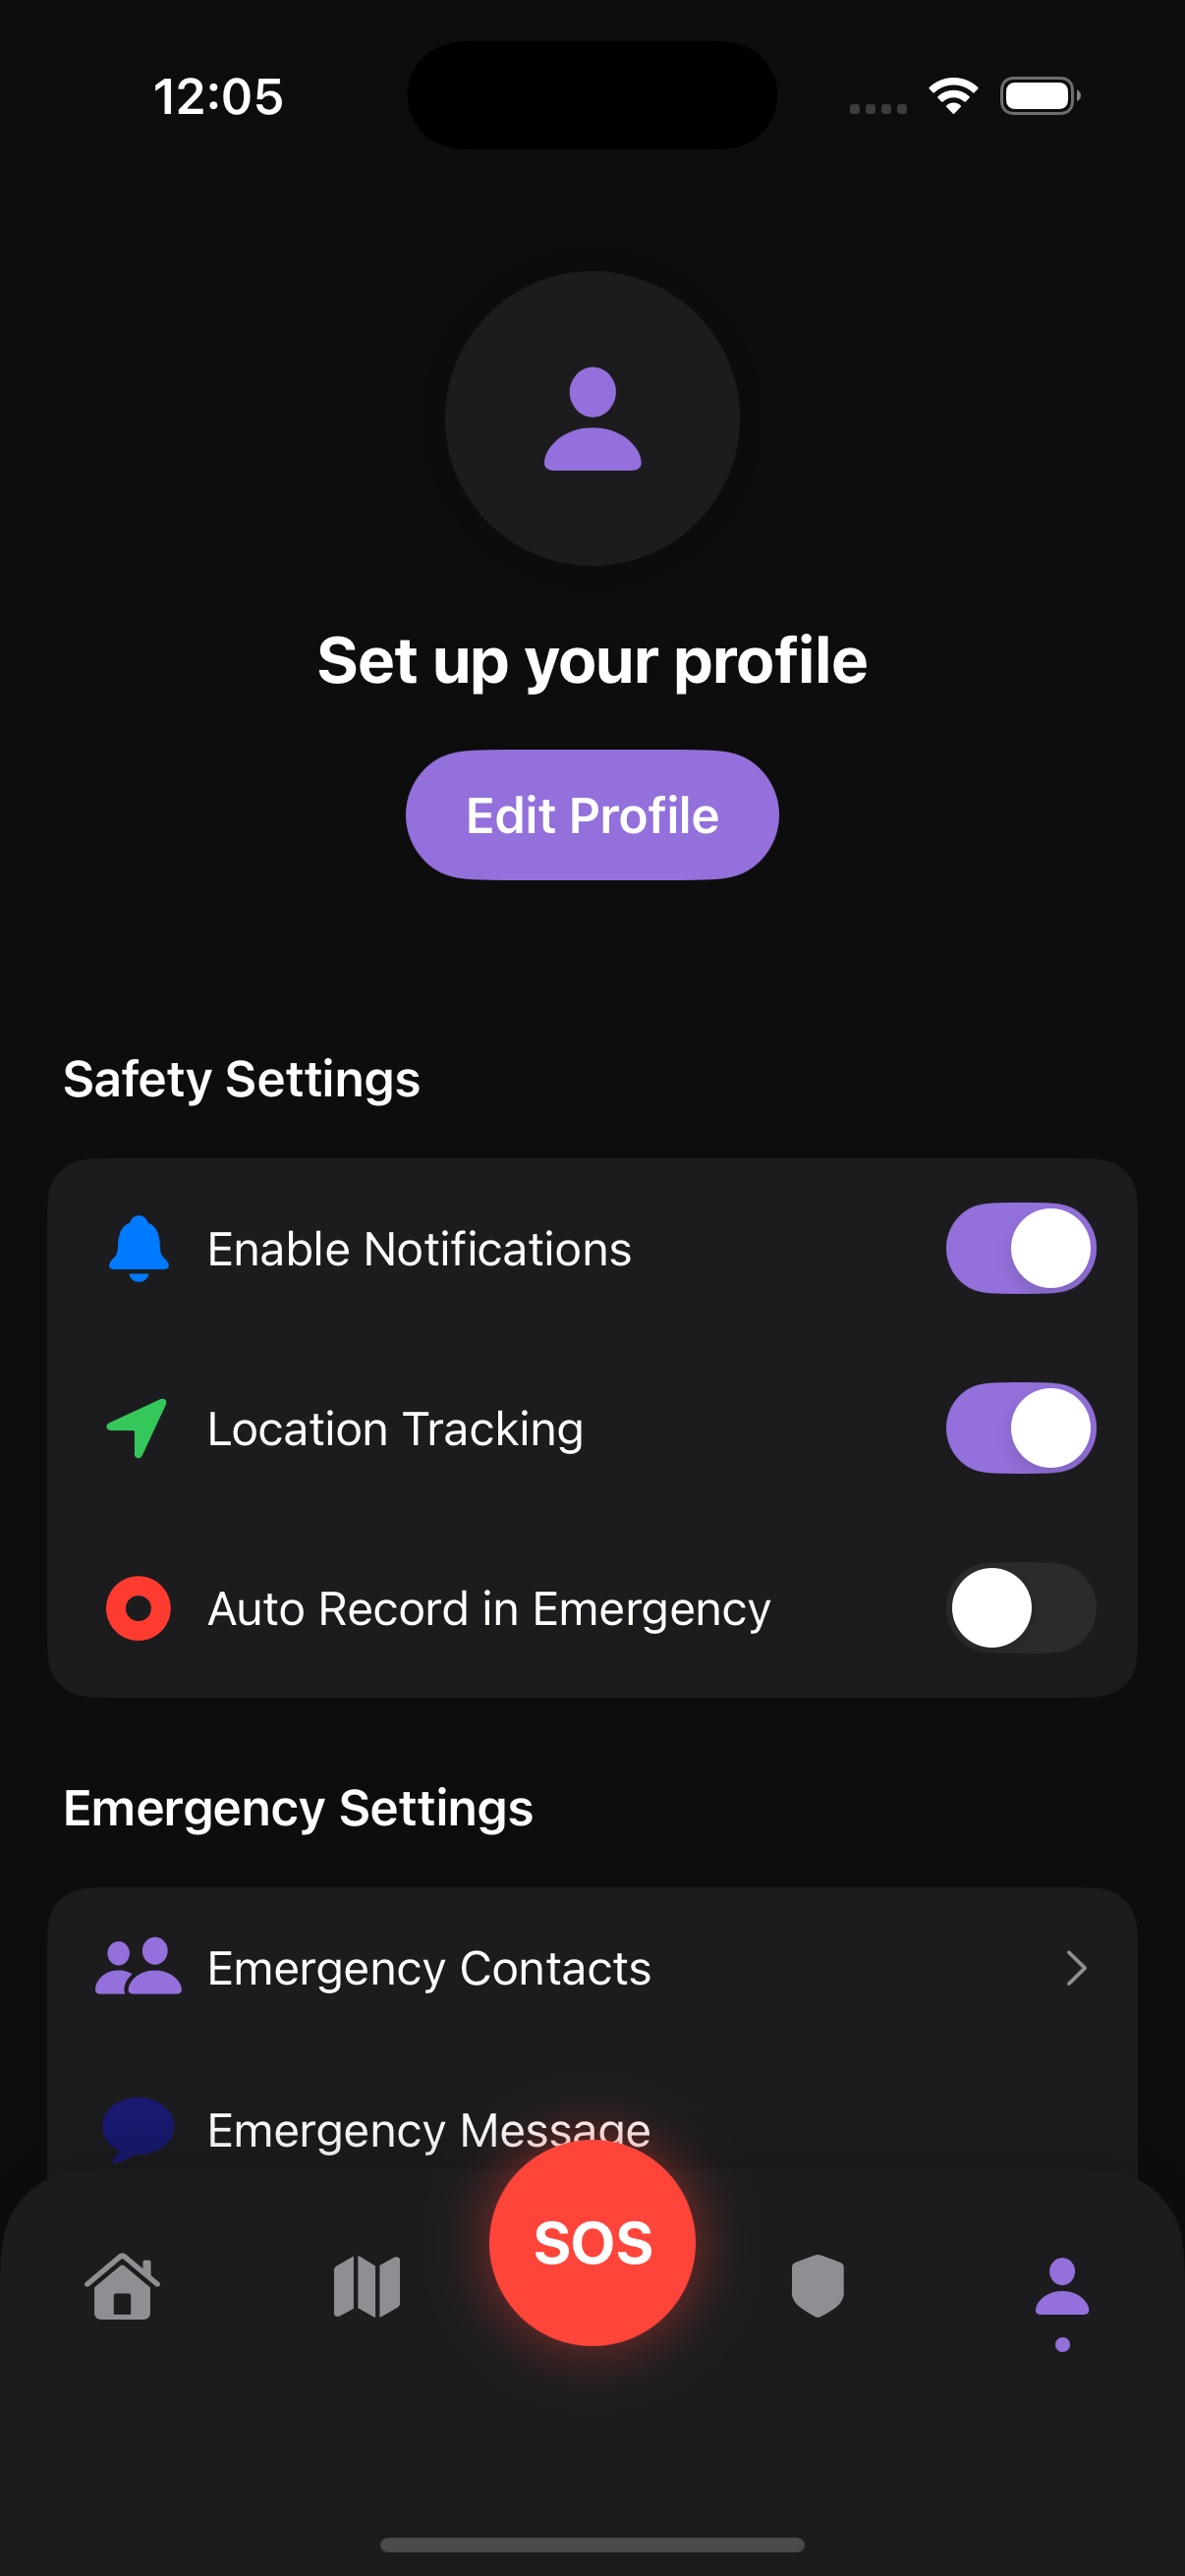 12:05
Set up your profile
Edit Profile
Safety Settings
Enable Notifications
Location Tracking
Auto Record in Emergency
Emergency Settings
Emergency Contacts
Emergency Message
SOS